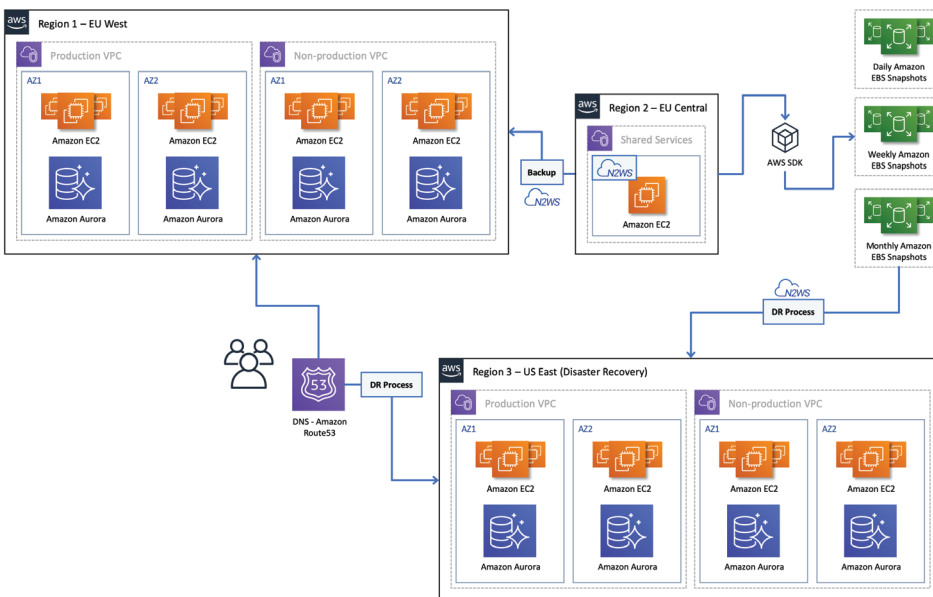 aws
Region 1 – EU West
Production VPC
AZ1
Amazon EC2
Amazon Aurora
AZ2
Amazon EC2
Amazon Aurora
Non-production VPC
AZ1
Amazon EC2
Amazon Aurora
AZ2
Amazon EC2
Amazon Aurora
Backup
N2WS
aws
Region 2 – EU Central
Shared Services
N2WS
Amazon EC2
AWS SDK
Daily Amazon
EBS Snapshots
Weekly Amazon
EBS Snapshots
Monthly Amazon
EBS Snapshots
N2WS
DR Process
53
DNS - Amazon
Route53
DR Process
aws
Region 3 – US East (Disaster Recovery)
Production VPC
AZ1
Amazon EC2
Amazon Aurora
AZ2
Amazon EC2
Amazon Aurora
Non-production VPC
AZ1
Amazon EC2
Amazon Aurora
AZ2
Amazon EC2
Amazon Aurora